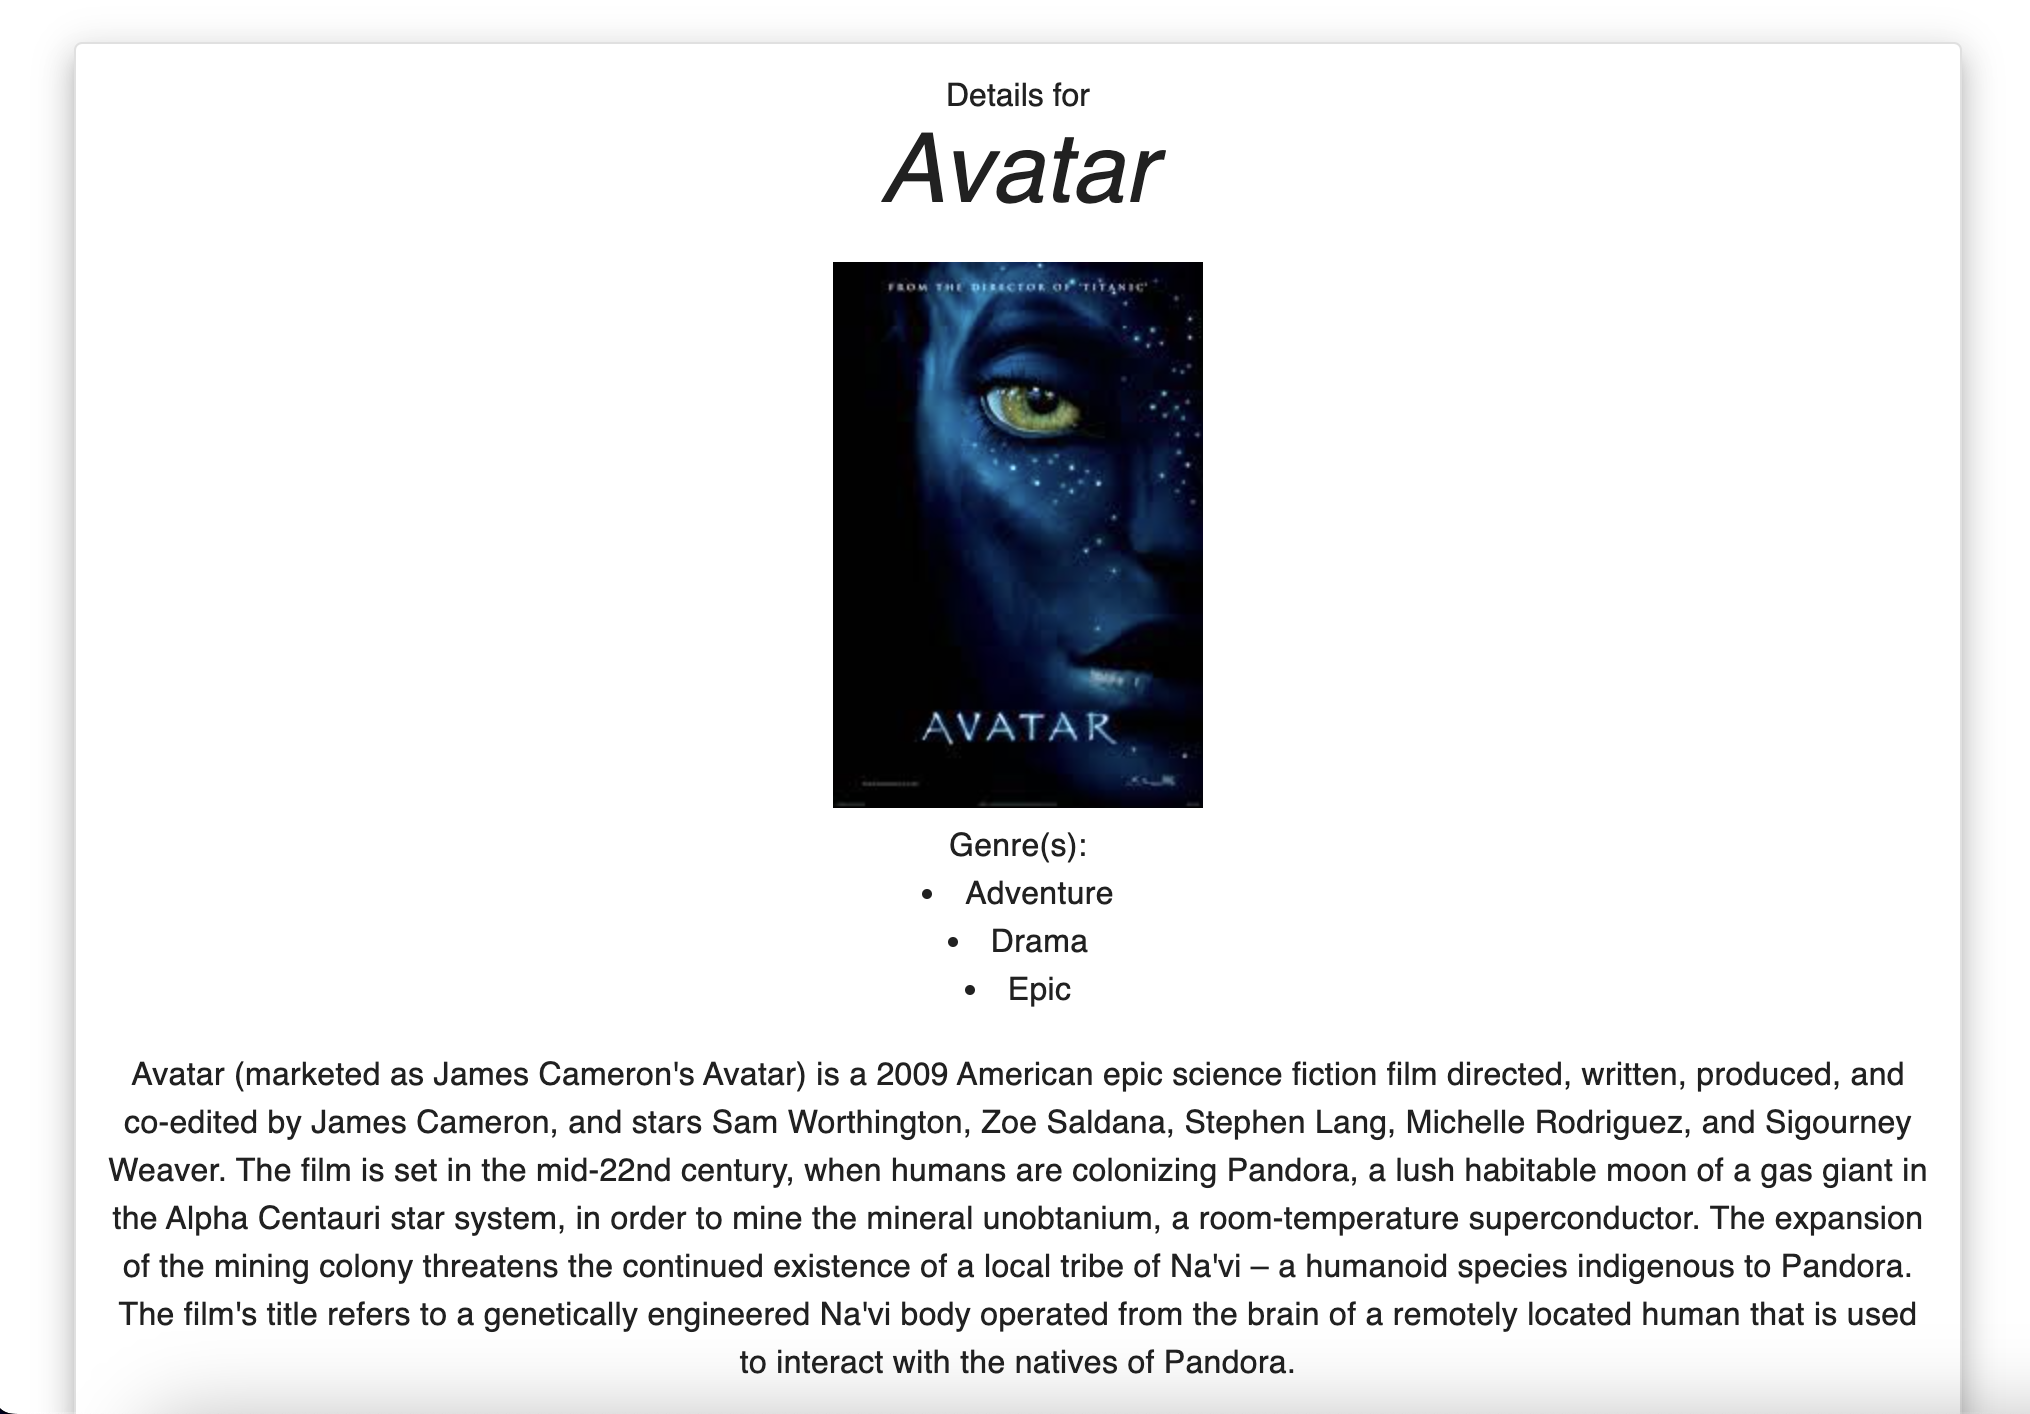 Details for
Avatar
FROM THE DIRECTOR OF 'TITANIC'
AVATAR
Genre(s):
• Adventure
• Drama
• Epic
Avatar (marketed as James Cameron's Avatar) is a 2009 American epic science fiction film directed, written, produced, and
co-edited by James Cameron, and stars Sam Worthington, Zoe Saldana, Stephen Lang, Michelle Rodriguez, and Sigourney
Weaver. The film is set in the mid-22nd century, when humans are colonizing Pandora, a lush habitable moon of a gas giant in
the Alpha Centauri star system, in order to mine the mineral unobtanium, a room-temperature superconductor. The expansion
of the mining colony threatens the continued existence of a local tribe of Na'vi – a humanoid species indigenous to Pandora.
The film's title refers to a genetically engineered Na'vi body operated from the brain of a remotely located human that is used
to interact with the natives of Pandora.